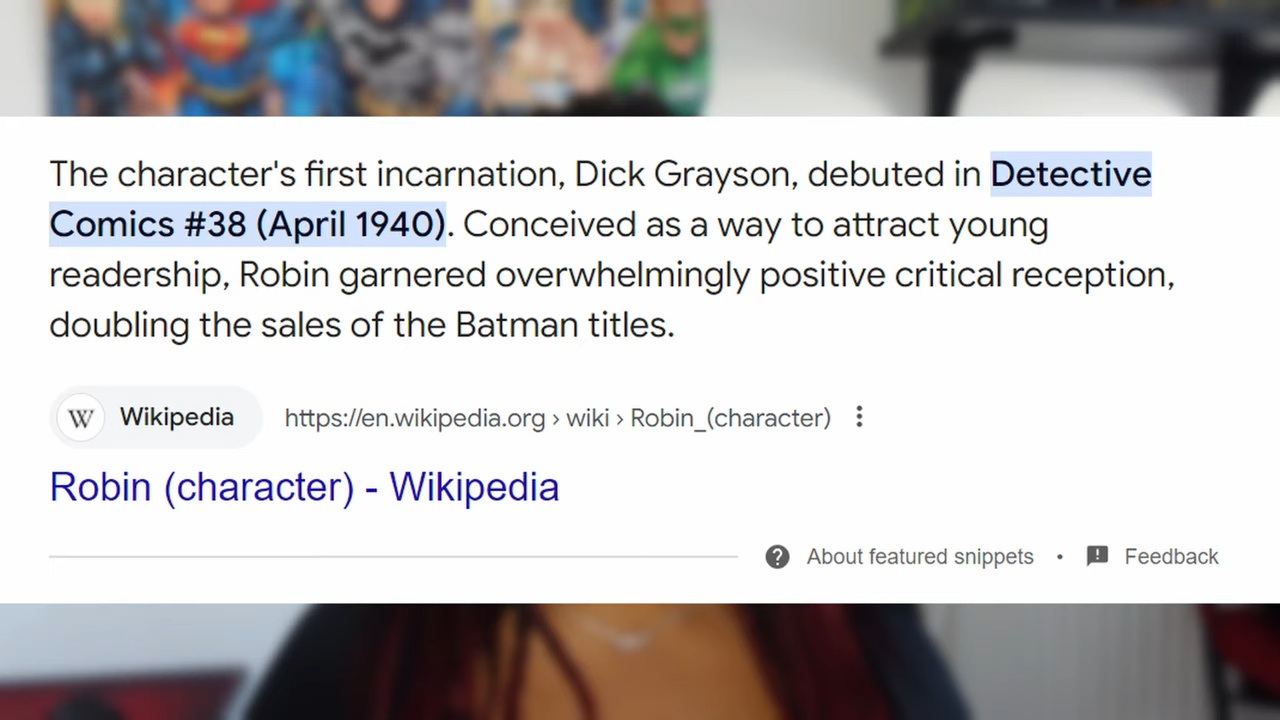 The character's first incarnation, Dick Grayson, debuted in Detective
Comics #38 (April 1940). Conceived as a way to attract young
readership, Robin garnered overwhelmingly positive critical reception,
doubling the sales of the Batman titles.
W Wikipedia https://en.wikipedia.org › wiki › Robin_(character)
Robin (character) - Wikipedia
About featured snippets • Feedback